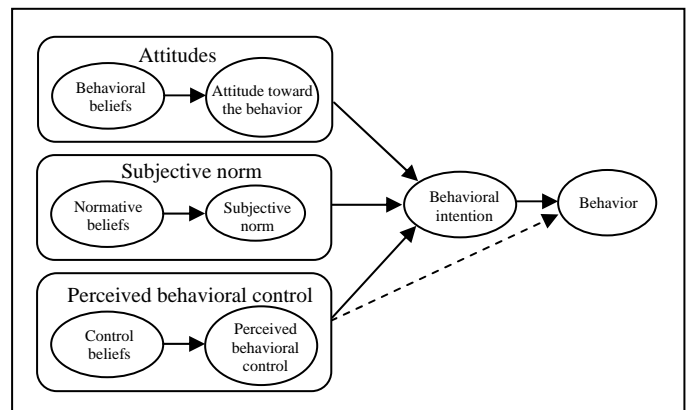 Attitudes
Behavioral
beliefs
Attitude toward
the behavior
Subjective norm
Normative
beliefs
Subjective
norm
Perceived behavioral control
Control
beliefs
Perceived
behavioral
control
Behavioral
intention
Behavior